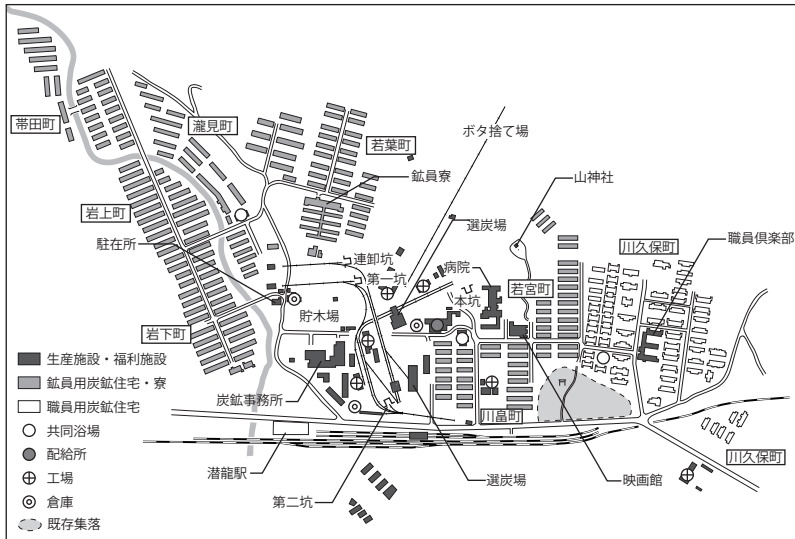 ボタ捨て場
瀧見町
若葉町
帯田町
鉱員寮
山神社
選炭場
岩上町
職員倶楽部
川久保町
駐在所
連卸坑
病院
第一坑
若宮町
本坑
貯木場
岩下町
生産施設・福利施設
鉱員用炭鉱住宅・寮
職員用炭鉱住宅
共同浴場
配給所
工場
倉庫
既存集落
炭鉱事務所
川畠町
潜龍駅
第二坑
選炭場
映画館
川久保町